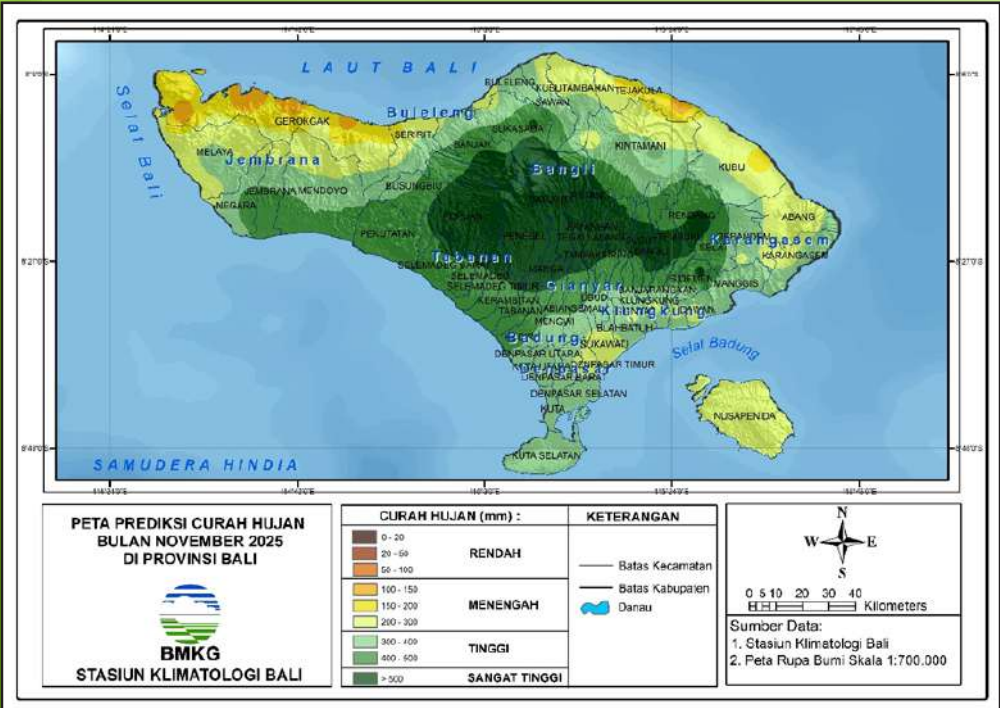 LAUT BALI
Selat Bali
BULELENG
KUBUTAMBAHAN
TEJAKULA
SAWAN
Buleleng
GEROKGAK
SERIRIT
SUKASADA
BANJAR
KINTAMANI
MELAYA
Jembrana
Bangli
KUBU
JEMBRANA
MENDOYO
BUSUNGBIU
NEGARA
RENDANG
ABANG
PEKUTATAN
PENEBEL
Karangasem
KARANGASEM
Tabanan
SELEMADEG
SELEMADEG TIMUR
Gianyar
MANGGIS
BANJARANGKAN
UBUD
KLUNGKUNG
KERAMBITAN
TABANAN
ABIANSEMAL
Klungkung
MENGWI
BLAHBATUH
Badung
SUKAWATI
Selat Badung
DENPASAR UTARA
DENPASAR TIMUR
DENPASAR BARAT
DENPASAR SELATAN
KUTA
NUSAPENIDA
KUTA SELATAN
SAMUDERA HINDIA
PETA PREDIKSI CURAH HUJAN
BULAN NOVEMBER 2025
DI PROVINSI BALI
BMKG
STASIUN KLIMATOLOGI BALI
CURAH HUJAN (mm) :
0 - 20
20 - 50
50 - 100
RENDAH
100 - 150
150 - 200
200 - 300
MENENGAH
300 - 400
400 - 500
TINGGI
> 500
SANGAT TINGGI
KETERANGAN
Batas Kecamatan
Batas Kabupaten
Danau
N
W
E
S
0 5 10 20 30 40
Kilometers
Sumber Data:
1. Stasiun Klimatologi Bali
2. Peta Rupa Bumi Skala 1:700.000